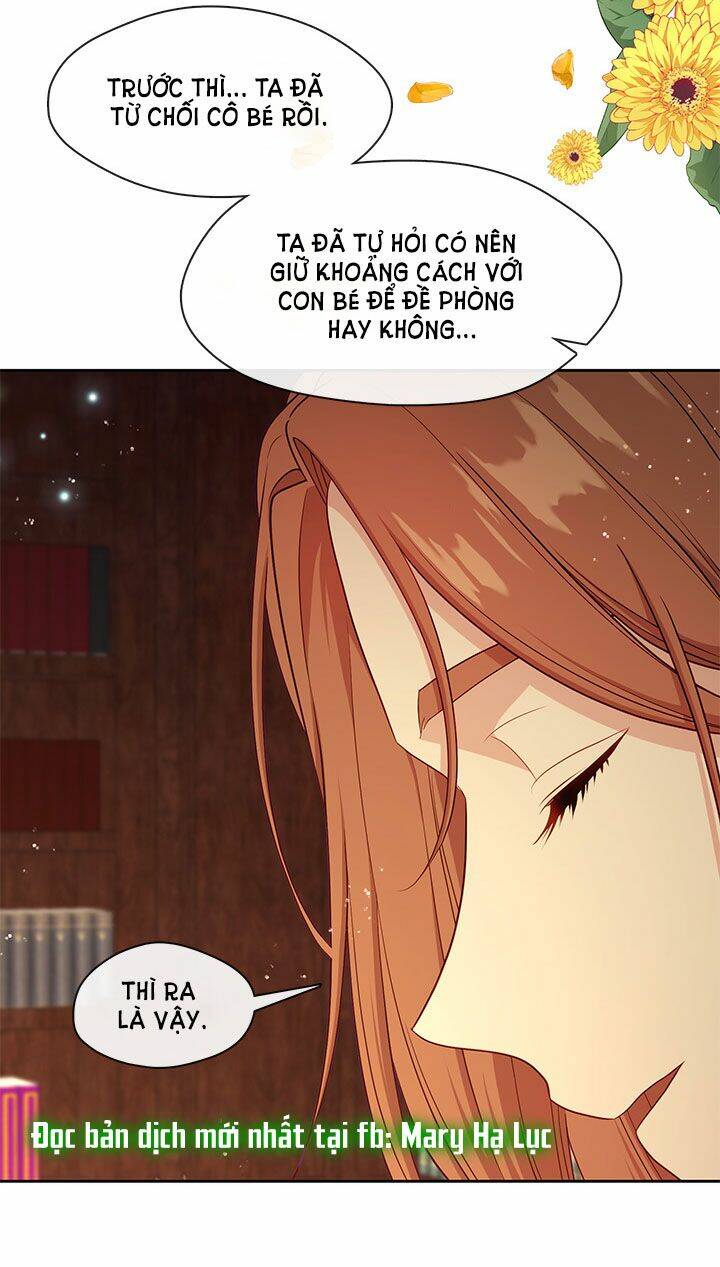 TRƯỚC THÌ... TA ĐÃ
TỪ CHỐI CÔ BÉ RỒI.
TA ĐÃ TỰ HỎI CÓ NÊN
GIỮ KHOẢNG CÁCH VỚI
CON BÉ ĐỂ ĐỀ PHÒNG
HAY KHÔNG...
THÌ RA
LÀ VẬY.
Đọc bản dịch mới nhất tại fb: Mary Hạ Lục